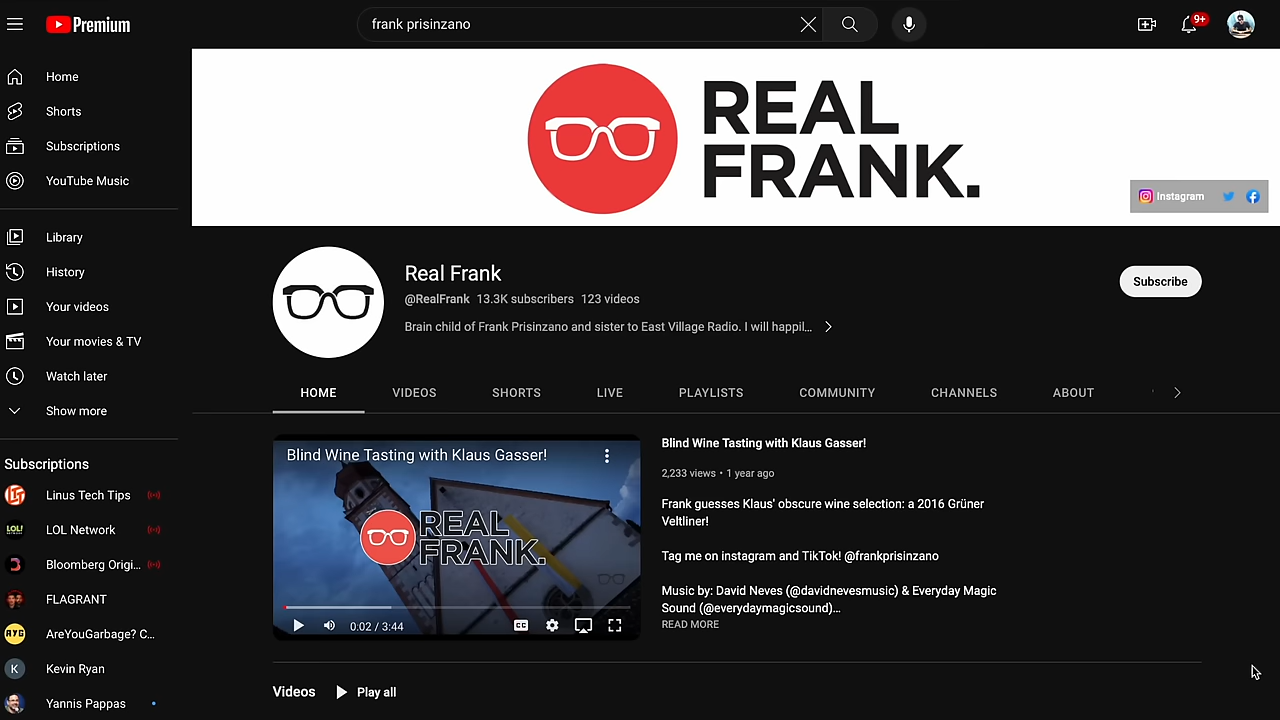 Premium
frank prisinzano
9+
Home
Shorts
Subscriptions
YouTube Music
Library
History
Your videos
Your movies & TV
Watch later
Show more
Subscriptions
Linus Tech Tips
LOL Network
Bloomberg Origi...
FLAGRANT
AreYouGarbage? C...
Kevin Ryan
Yannis Pappas
REAL
FRANK.
Instagram
Real Frank
@RealFrank 13.3K subscribers 123 videos
Brain child of Frank Prisinzano and sister to East Village Radio. I will happil...
Subscribe
HOME VIDEOS SHORTS LIVE PLAYLISTS COMMUNITY CHANNELS ABOUT
Blind Wine Tasting with Klaus Gasser!
REAL
FRANK.
0:02 / 3:44
CC
Blind Wine Tasting with Klaus Gasser!
2,233 views • 1 year ago
Frank guesses Klaus' obscure wine selection: a 2016 Grüner
Veltliner!
Tag me on instagram and TikTok! @frankprisinzano
Music by: David Neves (@davidnevesmusic) & Everyday Magic
Sound (@everydaymagicsound)...
READ MORE
Videos Play all
LOL!
AYG
K